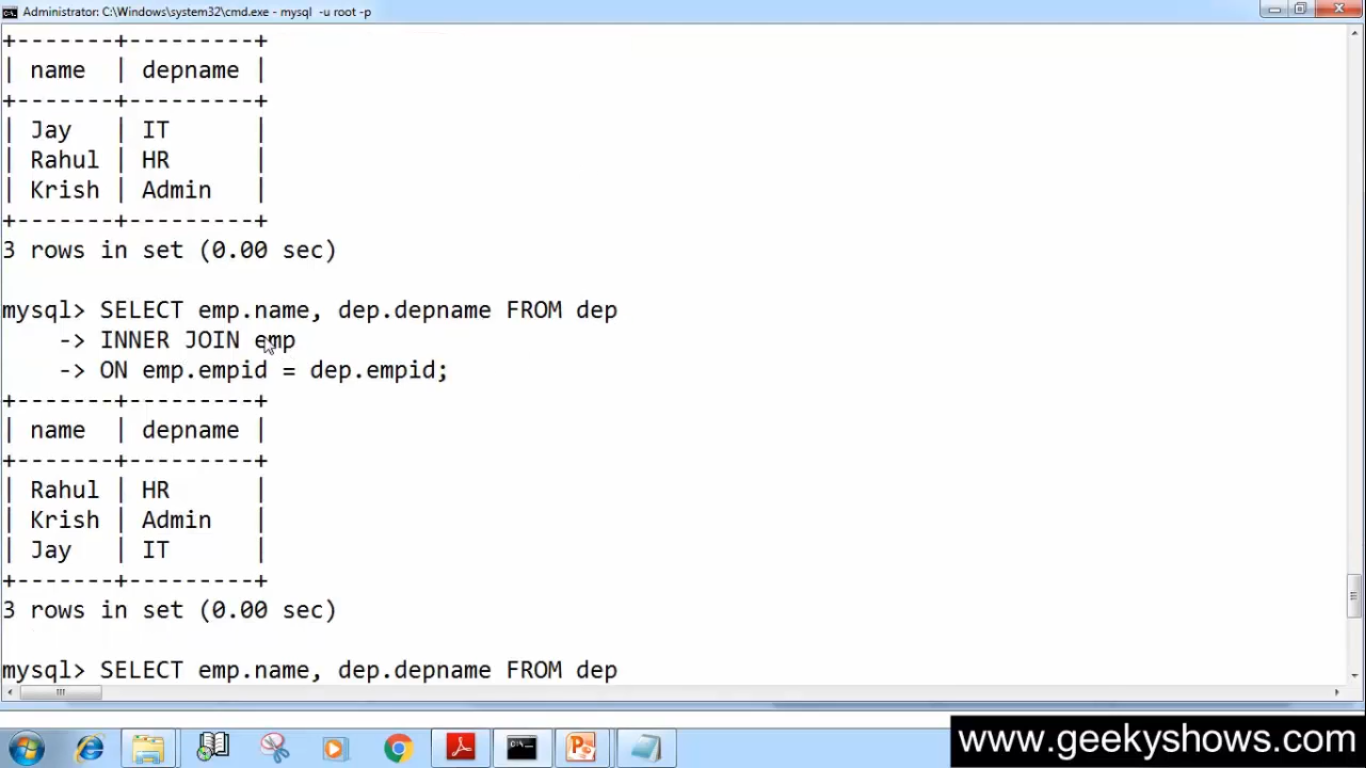 Administrator: C:\Windows\system32\cmd.exe - mysql -u root -p
+-------+---------+
| name  | depname |
+-------+---------+
| Jay   | IT      |
| Rahul | HR      |
| Krish | Admin   |
+-------+---------+
3 rows in set (0.00 sec)
mysql> SELECT emp.name, dep.depname FROM dep
    -> INNER JOIN emp
    -> ON emp.empid = dep.empid;
+-------+---------+
| name  | depname |
+-------+---------+
| Rahul | HR      |
| Krish | Admin   |
| Jay   | IT      |
+-------+---------+
3 rows in set (0.00 sec)
mysql> SELECT emp.name, dep.depname FROM dep
www.geekyshows.com